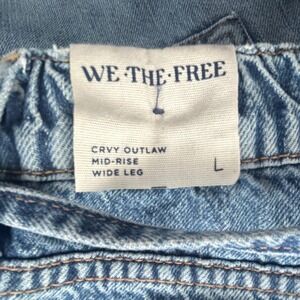 WE·THE·FREE
CRVY OUTLAW
MID-RISE
WIDE LEG
L